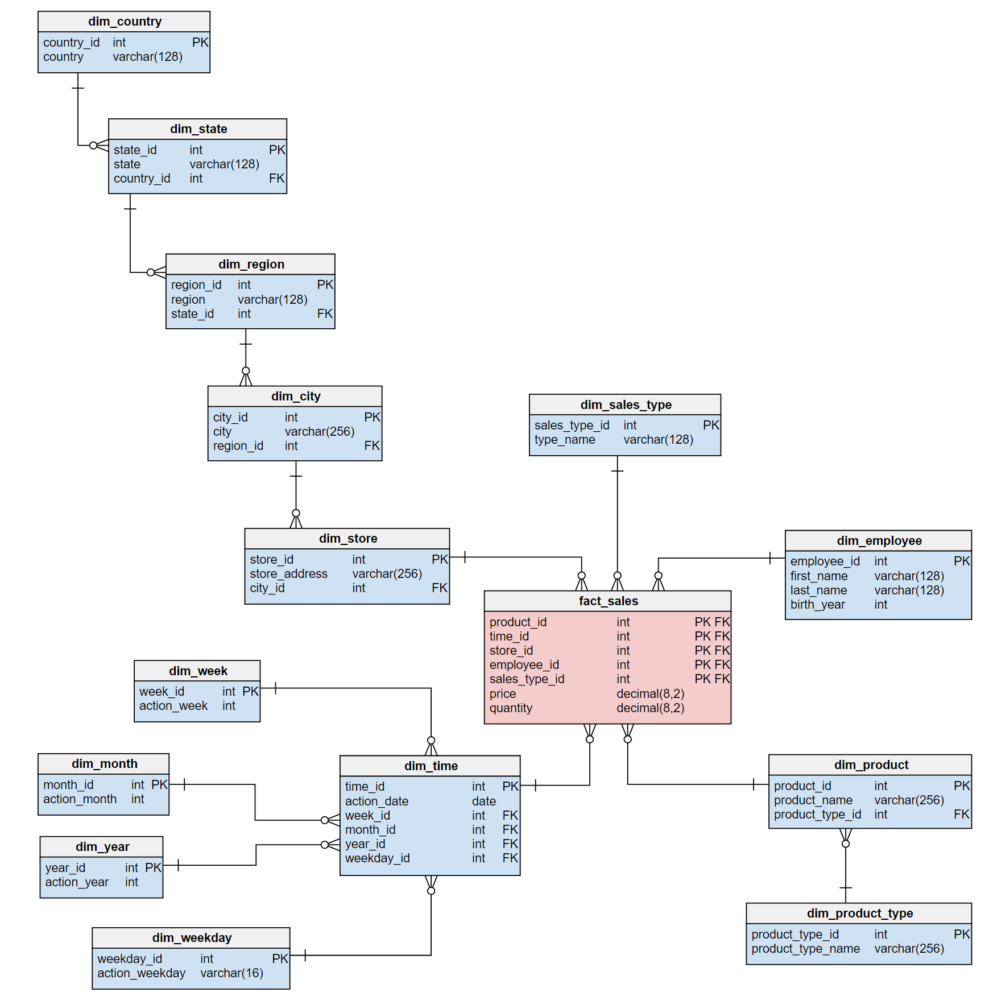 dim_country
country_id int PK
country varchar(128)
dim_state
state_id int PK
state varchar(128)
country_id int FK
dim_region
region_id int PK
region varchar(128)
state_id int FK
dim_city
city_id int PK
city varchar(256)
region_id int FK
dim_sales_type
sales_type_id int PK
type_name varchar(128)
dim_store
store_id int PK
store_address varchar(256)
city_id int FK
dim_employee
employee_id int PK
first_name varchar(128)
last_name varchar(128)
birth_year int
fact_sales
product_id int PK FK
time_id int PK FK
store_id int PK FK
employee_id int PK FK
sales_type_id int PK FK
price decimal(8,2)
quantity decimal(8,2)
dim_week
week_id int PK
action_week int
dim_month
month_id int PK
action_month int
dim_time
time_id int PK
action_date date
week_id int FK
month_id int FK
year_id int FK
weekday_id int FK
dim_product
product_id int PK
product_name varchar(256)
product_type_id int FK
dim_year
year_id int PK
action_year int
dim_product_type
product_type_id int PK
product_type_name varchar(256)
dim_weekday
weekday_id int PK
action_weekday varchar(16)